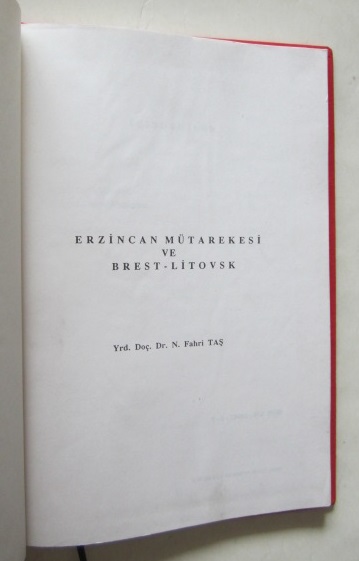 ERZİNCAN MÜTAREKESİ
VE
BREST-LİTOVSK
Yrd. Doç. Dr. N. Fahri TAŞ